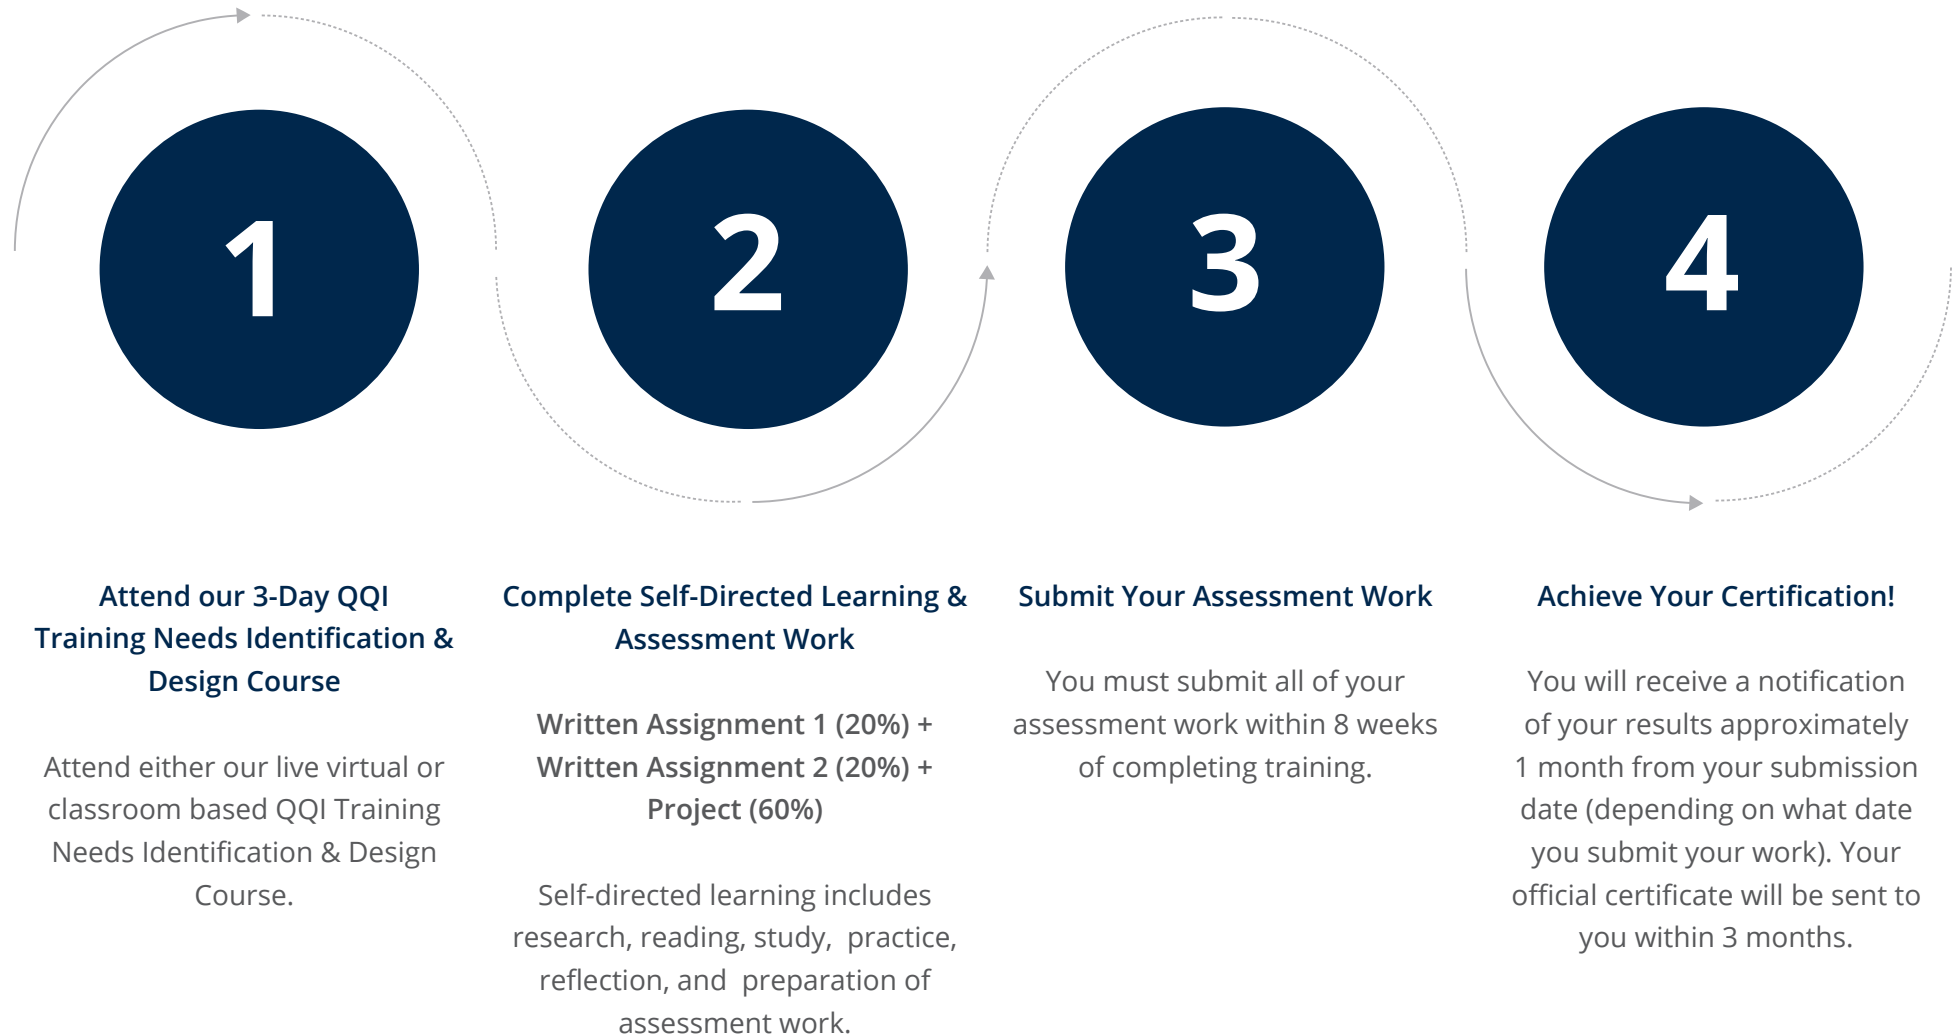 1
Attend our 3-Day QQI
Training Needs Identification &
Design Course
Attend either our live virtual or
classroom based QQI Training
Needs Identification & Design
Course.
2
Complete Self-Directed Learning &
Assessment Work
Written Assignment 1 (20%) +
Written Assignment 2 (20%) +
Project (60%)
Self-directed learning includes
research, reading, study, practice,
reflection, and preparation of
assessment work.
3
Submit Your Assessment Work
You must submit all of your
assessment work within 8 weeks
of completing training.
4
Achieve Your Certification!
You will receive a notification
of your results approximately
1 month from your submission
date (depending on what date
you submit your work). Your
official certificate will be sent to
you within 3 months.